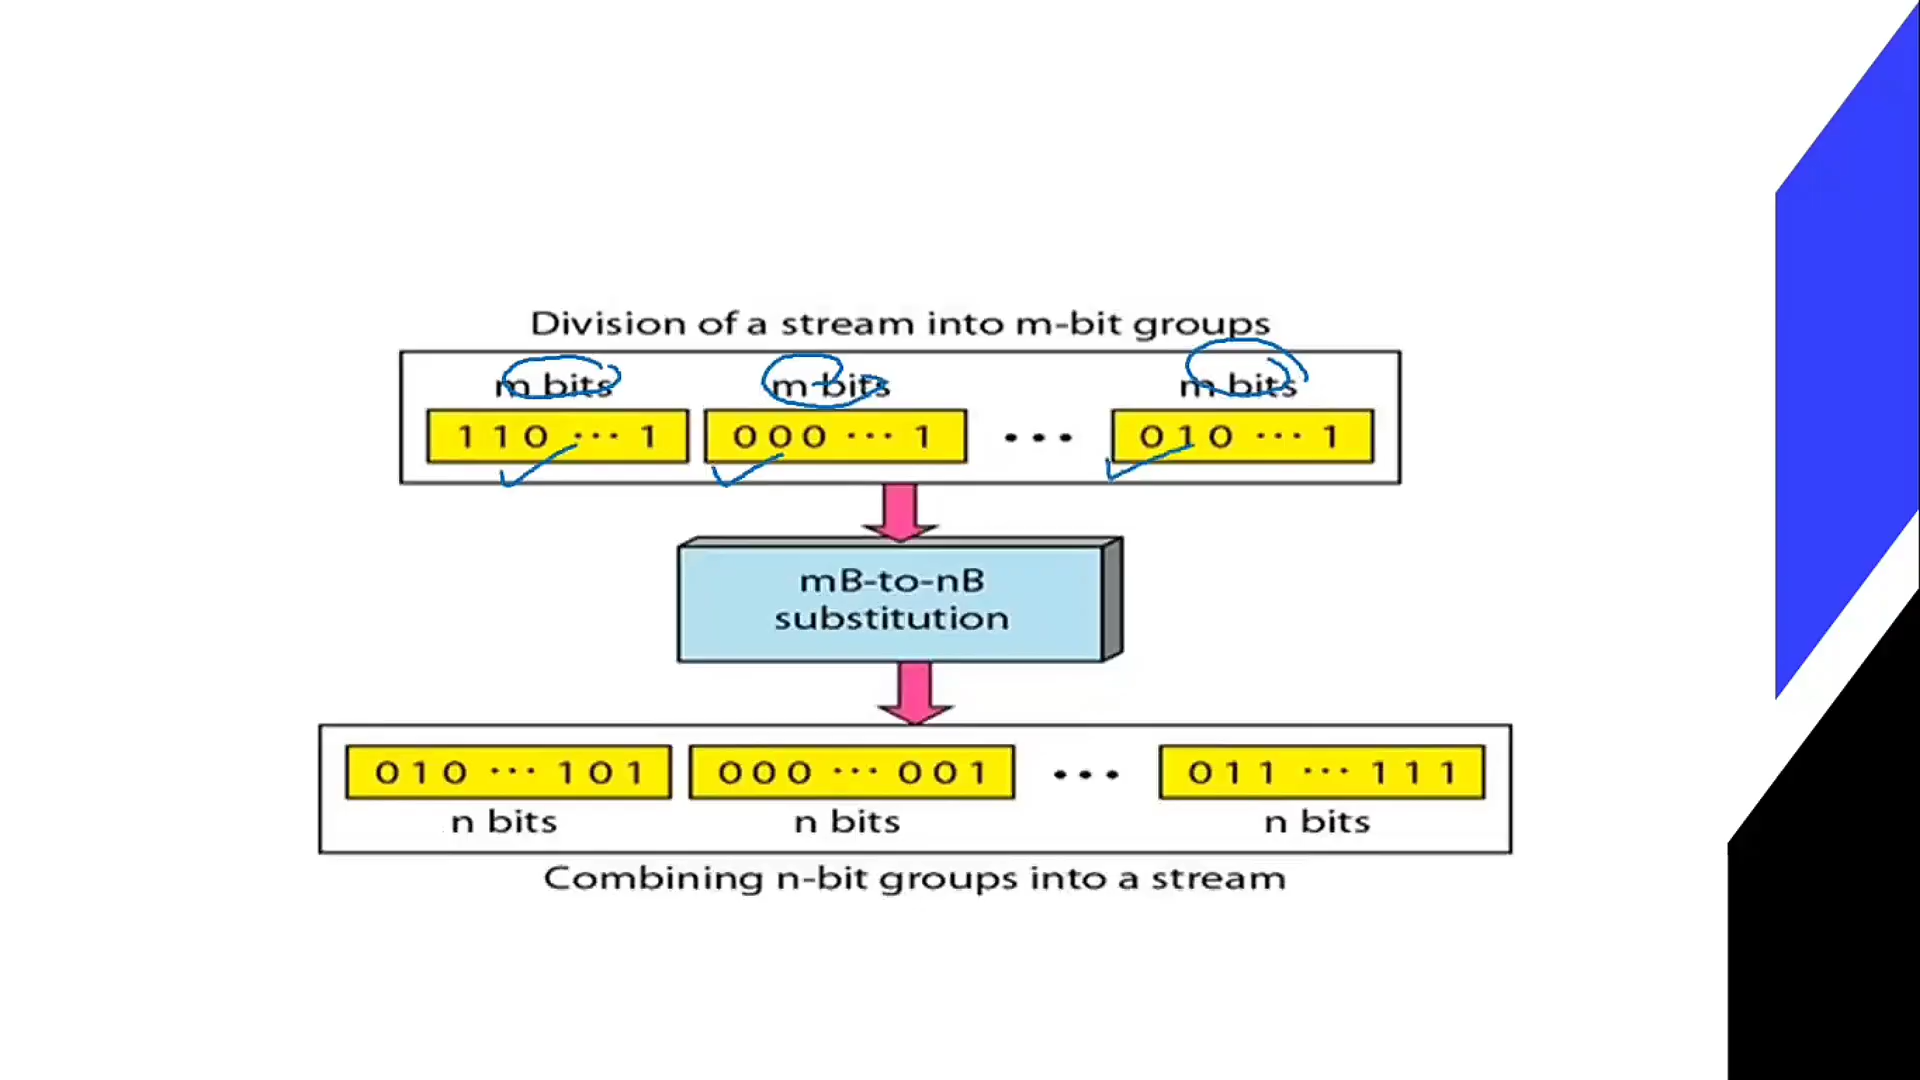 Division of a stream into m-bit groups
m bits m bits m bits
1 1 0 ··· 1 0 0 0 ··· 1 ••• 0 1 0 ··· 1
mB-to-nB
substitution
0 1 0 ··· 1 0 1 0 0 0 ··· 0 0 1 ••• 0 1 1 ··· 1 1 1
n bits n bits n bits
Combining n-bit groups into a stream